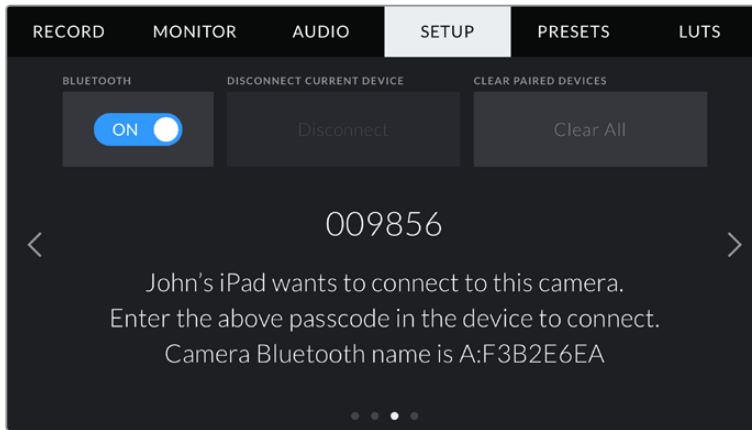 RECORD MONITOR AUDIO SETUP PRESETS LUTS
BLUETOOTH DISCONNECT CURRENT DEVICE CLEAR PAIRED DEVICES
ON Disconnect Clear All
009856
John's iPad wants to connect to this camera.
Enter the above passcode in the device to connect.
Camera Bluetooth name is A:F3B2E6EA